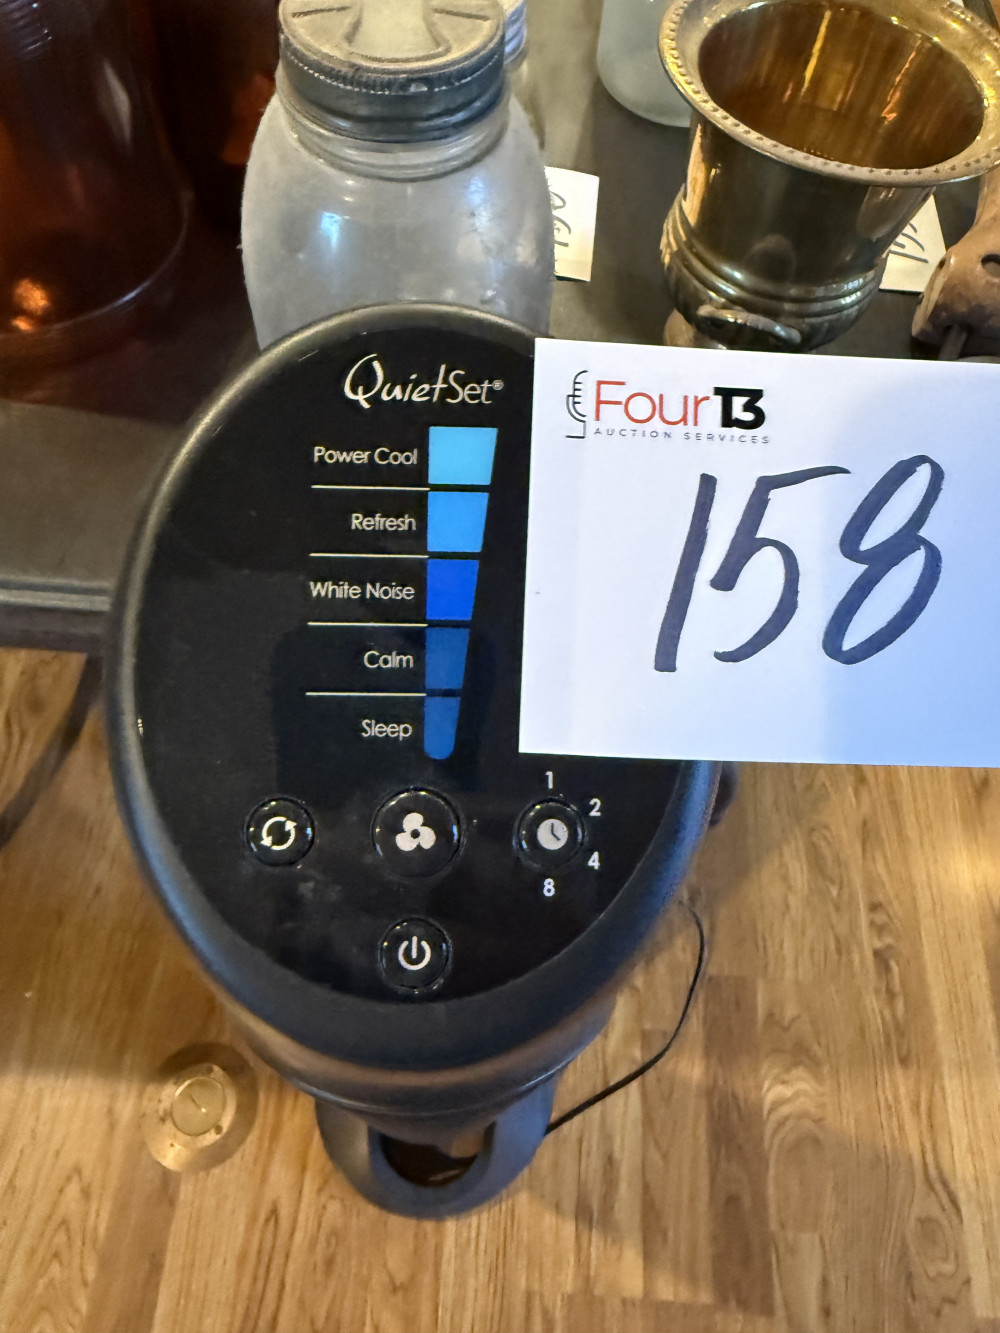 QuietSet®
Power Cool
Refresh
White Noise
Calm
Sleep
1
2
4
8
Four13
AUCTION SERVICES
158